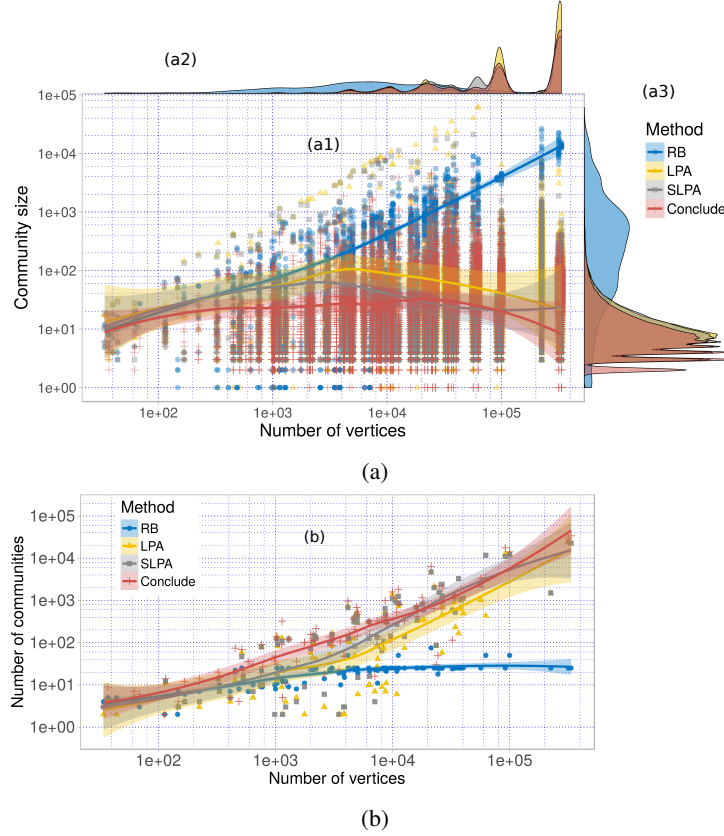 (a2)
(a3)
Method
RB
LPA
SLPA
Conclude
(a1)
1e+05
1e+04
1e+03
1e+02
1e+01
1e+00
Community size
1e+02 1e+03 1e+04 1e+05
Number of vertices
(a)
Method
RB
LPA
SLPA
Conclude
(b)
1e+05
1e+04
1e+03
1e+02
1e+01
1e+00
Number of communities
1e+02 1e+03 1e+04 1e+05
Number of vertices
(b)